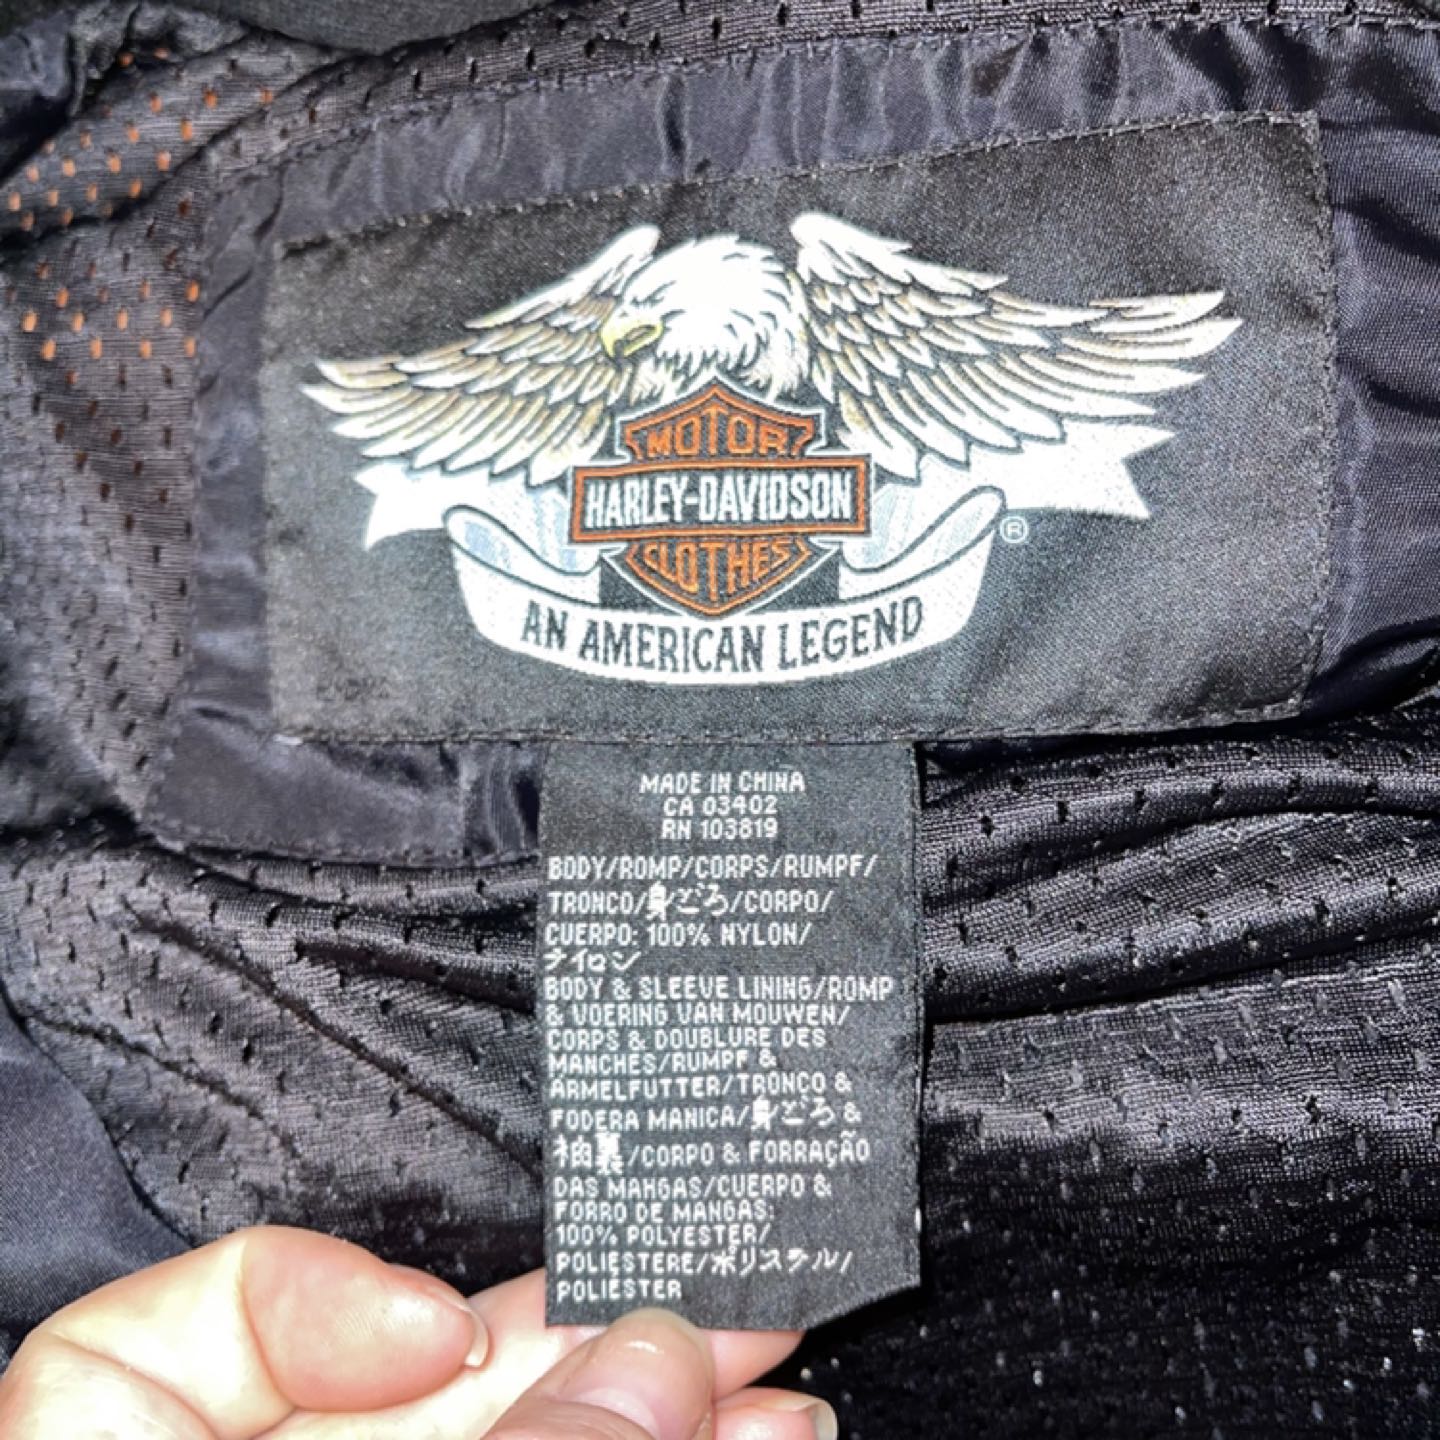 MOTOR
HARLEY-DAVIDSON
CLOTHES
®
AN AMERICAN LEGEND
MADE IN CHINA
CA 03402
RN 103819
BODY/ROMP/CORPS/RUMPF/
TRONCO/身ごろ/CORPO/
CUERPO: 100% NYLON/
ナイロン
BODY & SLEEVE LINING/ROMP
& VOERING VAN MOUWEN/
CORPS & DOUBLURE DES
MANCHES/RUMPF &
ÄRMELFUTTER/TRONCO &
FODERA MANICA/身ごろ &
袖裏/CORPO & FORRAÇÃO
DAS MAHGAS/CUERPO &
FORRO DE MANGAS:
100% POLYESTER/
POLIESTERE/ポリステル/
POLIÉSTER